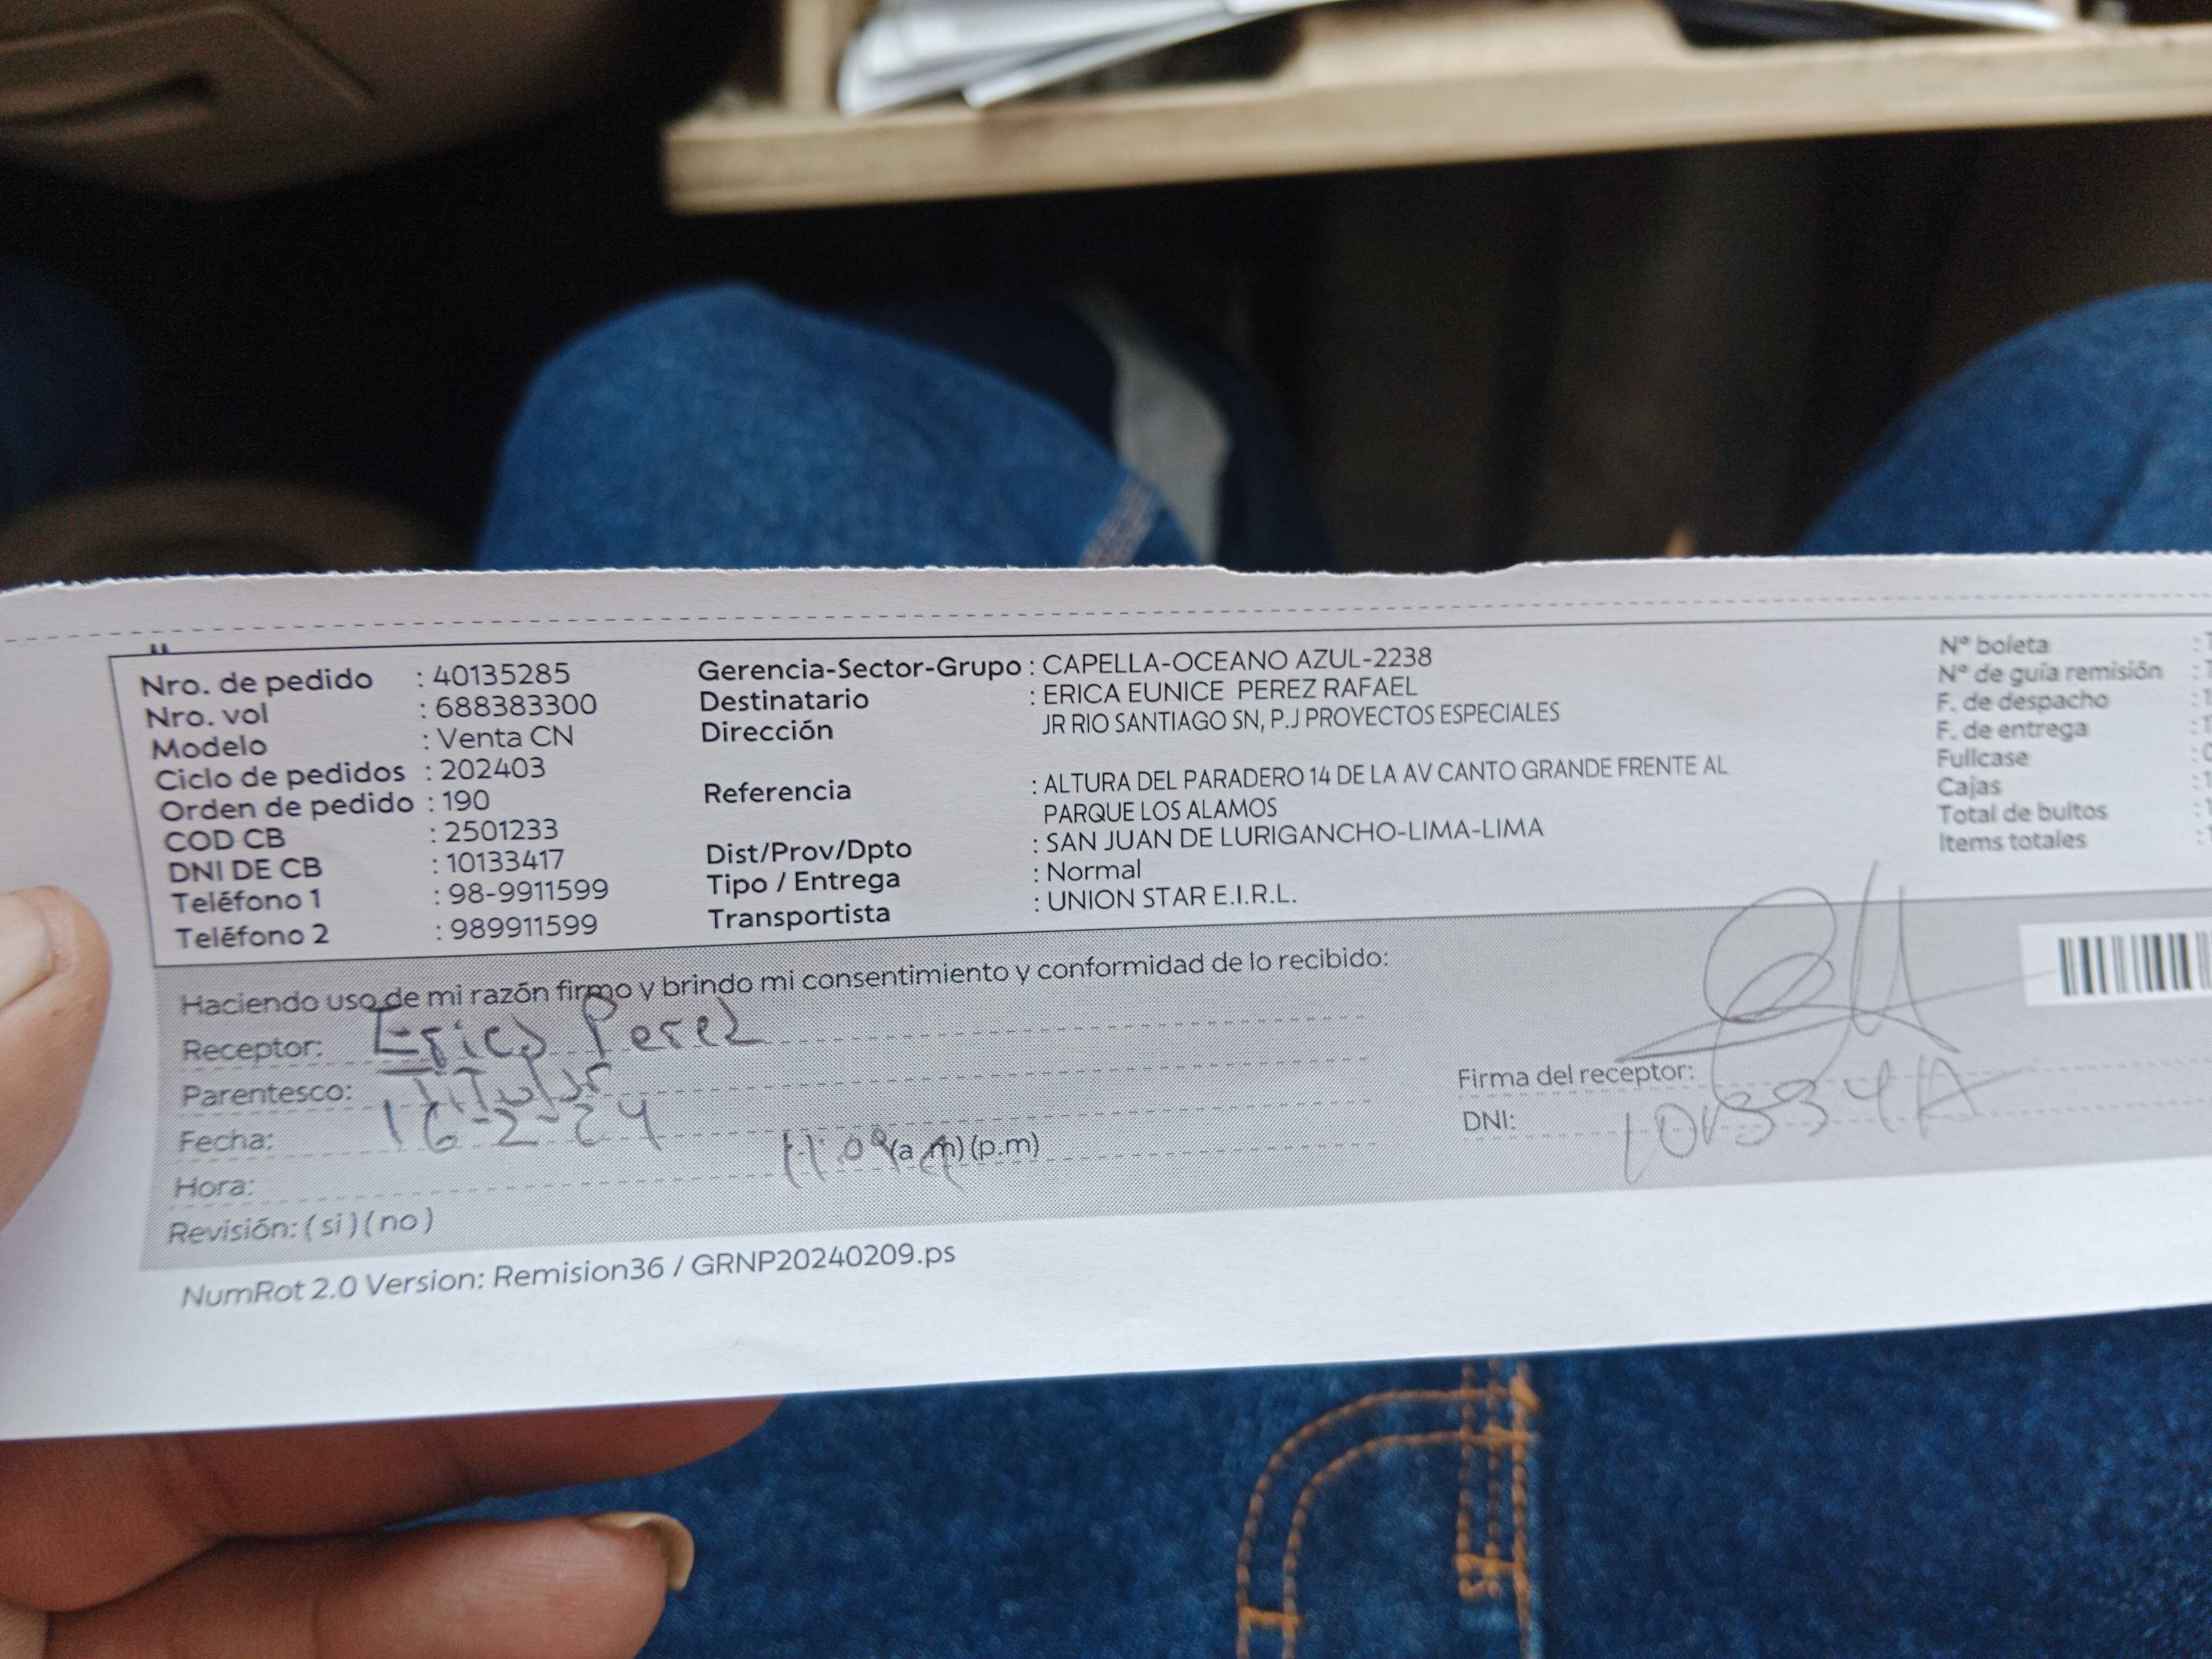 Nro. de pedido : 40135285
Nro. vol : 688383300
Modelo : Venta CN
Ciclo de pedidos : 202403
Orden de pedido : 190
COD CB : 2501233
DNI DE CB : 10133417
Teléfono 1 : 98-9911599
Teléfono 2 : 989911599
Gerencia-Sector-Grupo : CAPELLA-OCEANO AZUL-2238
Destinatario : ERICA EUNICE PEREZ RAFAEL
Dirección JR RIO SANTIAGO SN, P.J PROYECTOS ESPECIALES
Referencia : ALTURA DEL PARADERO 14 DE LA AV CANTO GRANDE FRENTE AL
PARQUE LOS ALAMOS
Dist/Prov/Dpto : SAN JUAN DE LURIGANCHO-LIMA-LIMA
Tipo / Entrega : Normal
Transportista : UNION STAR E.I.R.L.
N° boleta :
N° de guía remisión :
F. de despacho :
F. de entrega :
Fullcase :
Cajas :
Total de bultos :
Items totales :
Haciendo uso de mi razón firmo y brindo mi consentimiento y conformidad de lo recibido:
Receptor: Erica Perez
Parentesco: Titular
Fecha: 16-2-24
Hora: (a.m) (p.m)
Revisión: ( si ) ( no )
Firma del receptor:
DNI:
NumRot 2.0 Version: Remision36 / GRNP20240209.ps